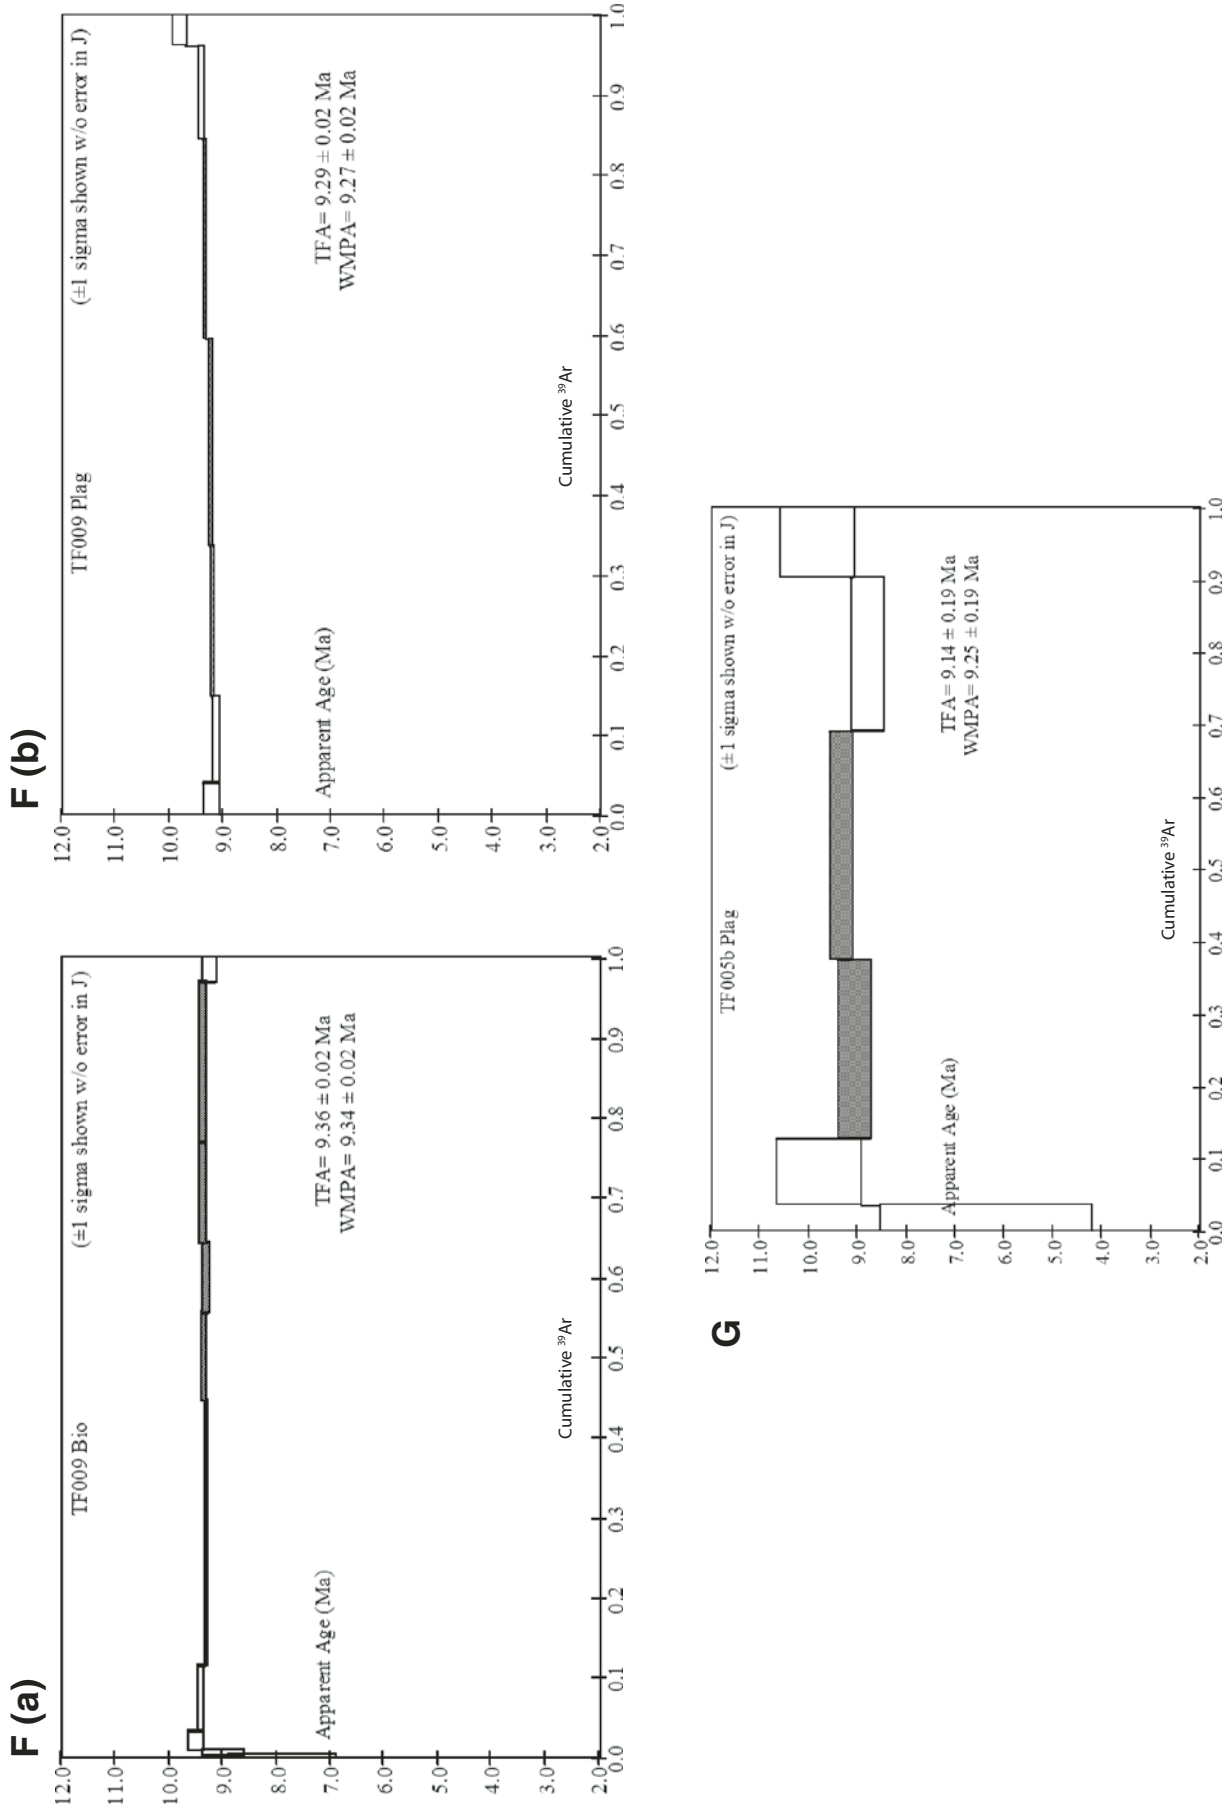 F (a)
TF009 Bio
(±1 sigma shown w/o error in J)
TFA= 9.36 ± 0.02 Ma
WMPA= 9.34 ± 0.02 Ma
Apparent Age (Ma)
Cumulative ³⁹Ar
12.0
11.0
10.0
9.0
8.0
7.0
6.0
5.0
4.0
3.0
2.0
0.0 0.1 0.2 0.3 0.4 0.5 0.6 0.7 0.8 0.9 1.0
F (b)
TF009 Plag
(±1 sigma shown w/o error in J)
TFA= 9.29 ± 0.02 Ma
WMPA= 9.27 ± 0.02 Ma
Apparent Age (Ma)
Cumulative ³⁹Ar
12.0
11.0
10.0
9.0
8.0
7.0
6.0
5.0
4.0
3.0
2.0
0.0 0.1 0.2 0.3 0.4 0.5 0.6 0.7 0.8 0.9 1.0
G
TF005b Plag
(±1 sigma shown w/o error in J)
TFA= 9.14 ± 0.19 Ma
WMPA= 9.25 ± 0.19 Ma
Apparent Age (Ma)
Cumulative ³⁹Ar
12.0
11.0
10.0
9.0
8.0
7.0
6.0
5.0
4.0
3.0
2.0
0.0 0.1 0.2 0.3 0.4 0.5 0.6 0.7 0.8 0.9 1.0